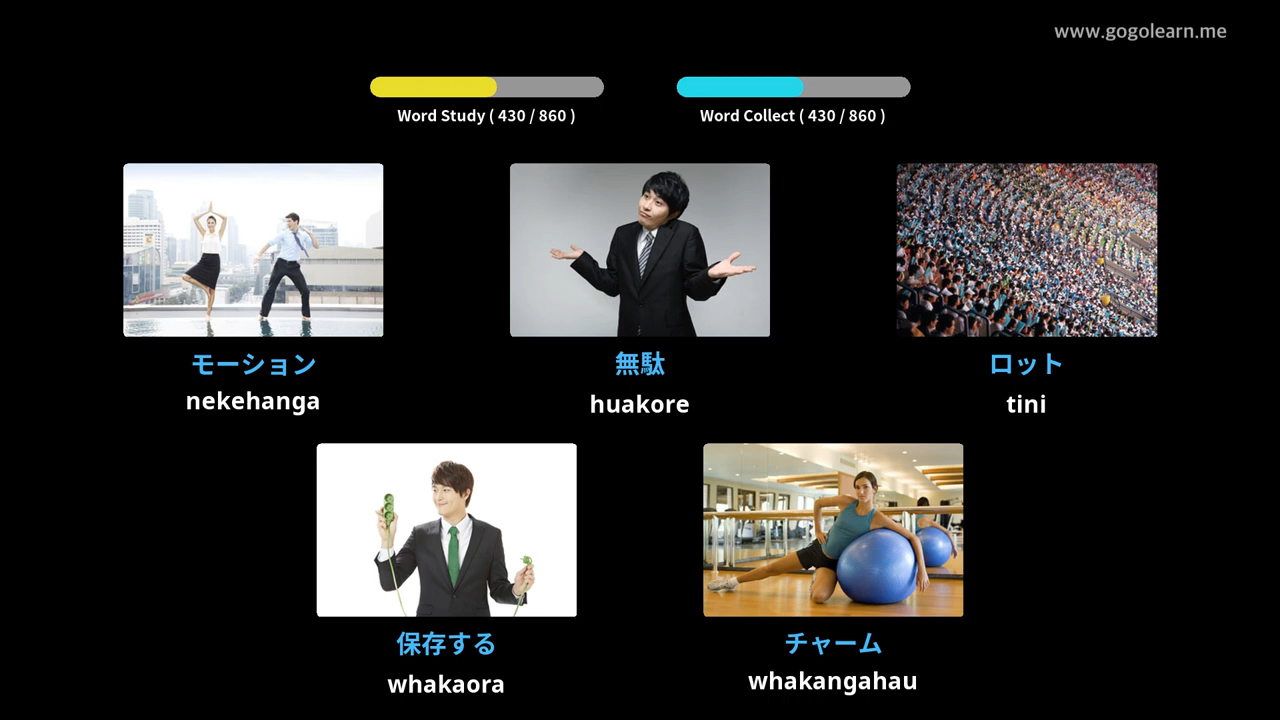 www.gogolearn.me
Word Study ( 430 / 860 )
Word Collect ( 430 / 860 )
モーション
nekehanga
無駄
huakore
ロット
tini
保存する
whakaora
チャーム
whakangahau